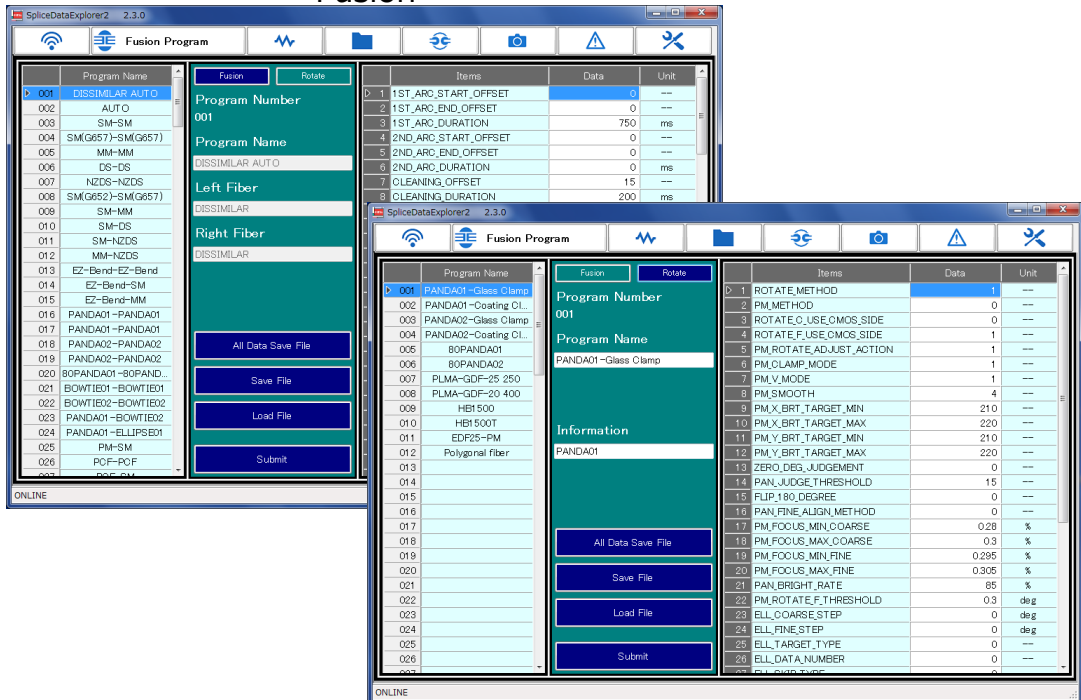 Fusion
SpliceDataExplorer2 2.3.0
Fusion Program
Program Name
001 DISSIMILAR AUTO
002 AUTO
003 SM-SM
004 SM(G657)-SM(G657)
005 MM-MM
006 DS-DS
007 NZDS-NZDS
008 SM(G652)-SM(G657)
009 SM-MM
010 SM-DS
011 SM-NZDS
012 MM-NZDS
013 EZ-Bend-EZ-Bend
014 EZ-Bend-SM
015 EZ-Bend-MM
016 PANDA01-PANDA01
017 PANDA01-PANDA01
018 PANDA02-PANDA02
019 PANDA02-PANDA02
020 80PANDA01-80PAND...
021 BOWTIE01-BOWTIE01
022 BOWTIE02-BOWTIE02
023 PANDA01-BOWTIE02
024 PANDA01-ELLIPSE01
025 PM-SM
026 PCF-PCF
027 PCF-SM
Fusion Rotate
Program Number
001
Program Name
DISSIMILAR AUTO
Left Fiber
DISSIMILAR
Right Fiber
DISSIMILAR
All Data Save File
Save File
Load File
Submit
Items Data Unit
1 1ST_ARC_START_OFFSET 0 --
2 1ST_ARC_END_OFFSET 0 --
3 1ST_ARC_DURATION 750 ms
4 2ND_ARC_START_OFFSET 0 --
5 2ND_ARC_END_OFFSET 0 --
6 2ND_ARC_DURATION 0 ms
7 CLEANING_OFFSET 15 --
8 CLEANING_DURATION 200 ms
ONLINE
SpliceDataExplorer2 2.3.0
Fusion Program
Program Name
001 PANDA01-Glass Clamp
002 PANDA01-Coating Cl...
003 PANDA02-Glass Clamp
004 PANDA02-Coating Cl...
005 80PANDA01
006 80PANDA02
007 PLMA-GDF-25 250
008 PLMA-GDF-20 400
009 HB1500
010 HB1500T
011 EDF25-PM
012 Polygonal fiber
013
014
015
016
017
018
019
020
021
022
023
024
025
026
027
Fusion Rotate
Program Number
001
Program Name
PANDA01-Glass Clamp
Information
PANDA01
All Data Save File
Save File
Load File
Submit
Items Data Unit
1 ROTATE_METHOD 1 --
2 PM_METHOD 0 --
3 ROTATE_C_USE_CMOS_SIDE 0 --
4 ROTATE_F_USE_CMOS_SIDE 1 --
5 PM_ROTATE_ADJUST_ACTION 1 --
6 PM_CLAMP_MODE 1 --
7 PM_V_MODE 1 --
8 PM_SMOOTH 4 --
9 PM_X_BRT_TARGET_MIN 210 --
10 PM_X_BRT_TARGET_MAX 220 --
11 PM_Y_BRT_TARGET_MIN 210 --
12 PM_Y_BRT_TARGET_MAX 220 --
13 ZERO_DEG_JUDGEMENT 0 --
14 PAN_JUDGE_THRESHOLD 15 --
15 FLIP_180_DEGREE 0 --
16 PAN_FINE_ALIGN_METHOD 0 --
17 PM_FOCUS_MIN_COARSE 0.28 %
18 PM_FOCUS_MAX_COARSE 0.3 %
19 PM_FOCUS_MIN_FINE 0.295 %
20 PM_FOCUS_MAX_FINE 0.305 %
21 PAN_BRIGHT_RATE 85 %
22 PM_ROTATE_F_THRESHOLD 0.3 deg
23 ELL_COARSE_STEP 0 deg
24 ELL_FINE_STEP 0 deg
25 ELL_TARGET_TYPE 0 --
26 ELL_DATA_NUMBER 0 --
27 ELL_SKIP_TYPE 0 --
ONLINE